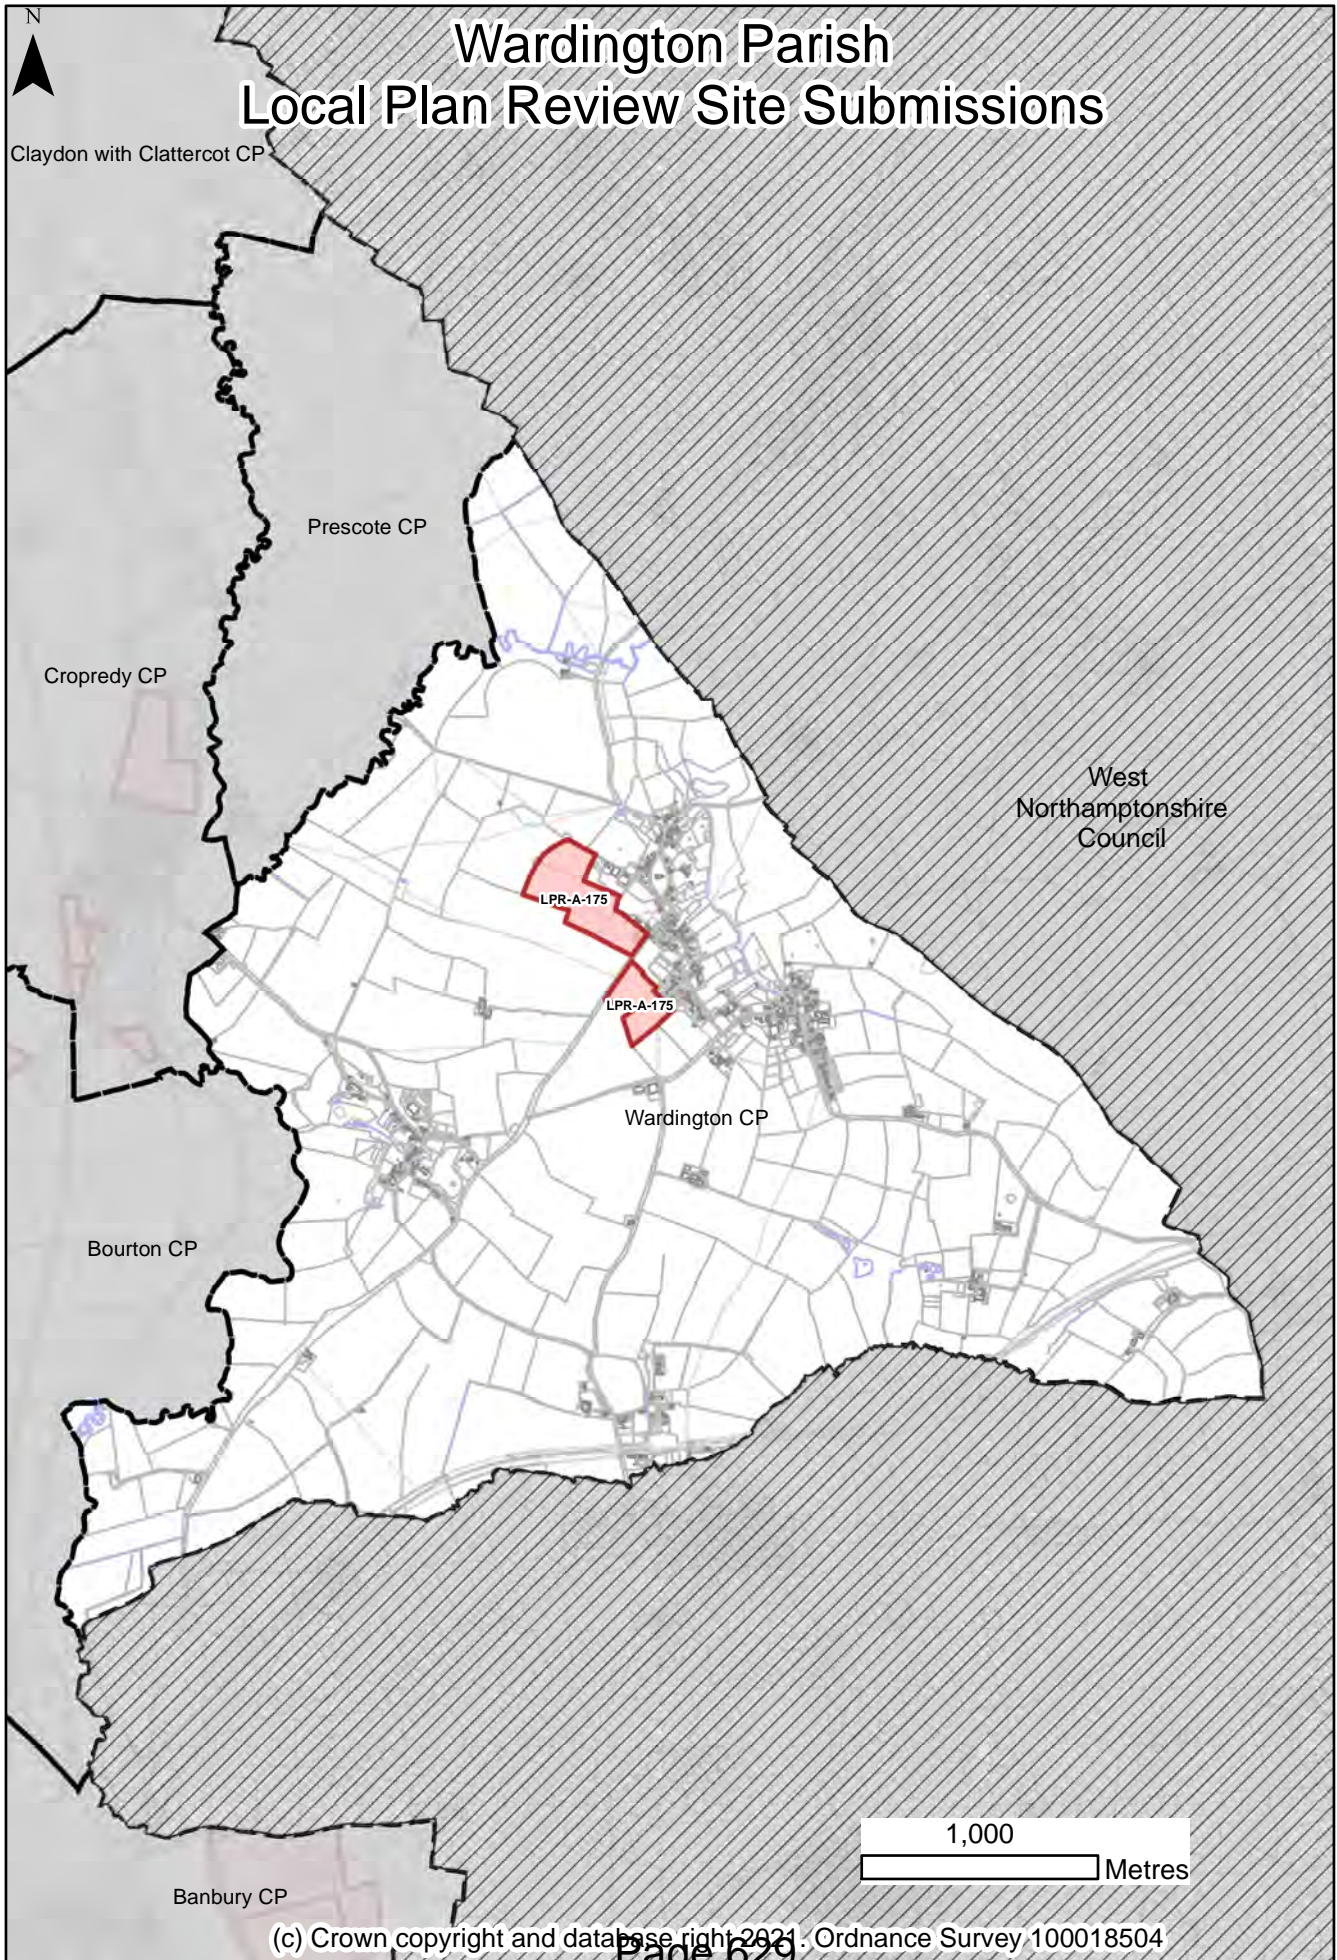 N
Wardington Parish
Local Plan Review Site Submissions
Claydon with Clattercot CP
Prescote CP
Cropredy CP
West
Northamptonshire
Council
LPR-A-175
LPR-A-175
Wardington CP
Bourton CP
1,000
Metres
Banbury CP
(c) Crown copyright and database right 2021. Ordnance Survey 100018504
Page 629